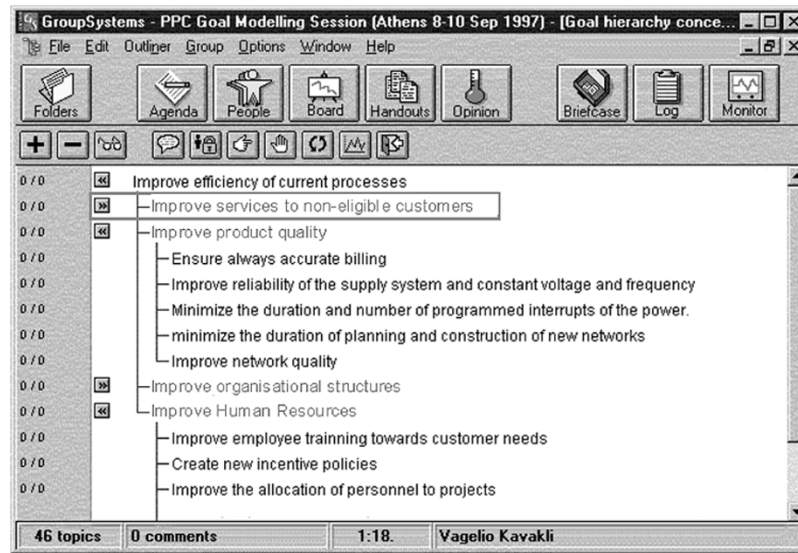 GroupSystems - PPC Goal Modelling Session (Athens 8-10 Sep 1997) - [Goal hierarchy conce...
File Edit Outliner Group Options Window Help
Folders Agenda People Board Handouts Opinion Briefcase Log Monitor
0 / 0 Improve efficiency of current processes
0 / 0 Improve services to non-eligible customers
0 / 0 Improve product quality
0 / 0 Ensure always accurate billing
0 / 0 Improve reliability of the supply system and constant voltage and frequency
0 / 0 Minimize the duration and number of programmed interrupts of the power.
0 / 0 minimize the duration of planning and construction of new networks
0 / 0 Improve network quality
0 / 0 Improve organisational structures
0 / 0 Improve Human Resources
0 / 0 Improve employee trainning towards customer needs
0 / 0 Create new incentive policies
0 / 0 Improve the allocation of personnel to projects
46 topics 0 comments 1:18. Vagelio Kavakli